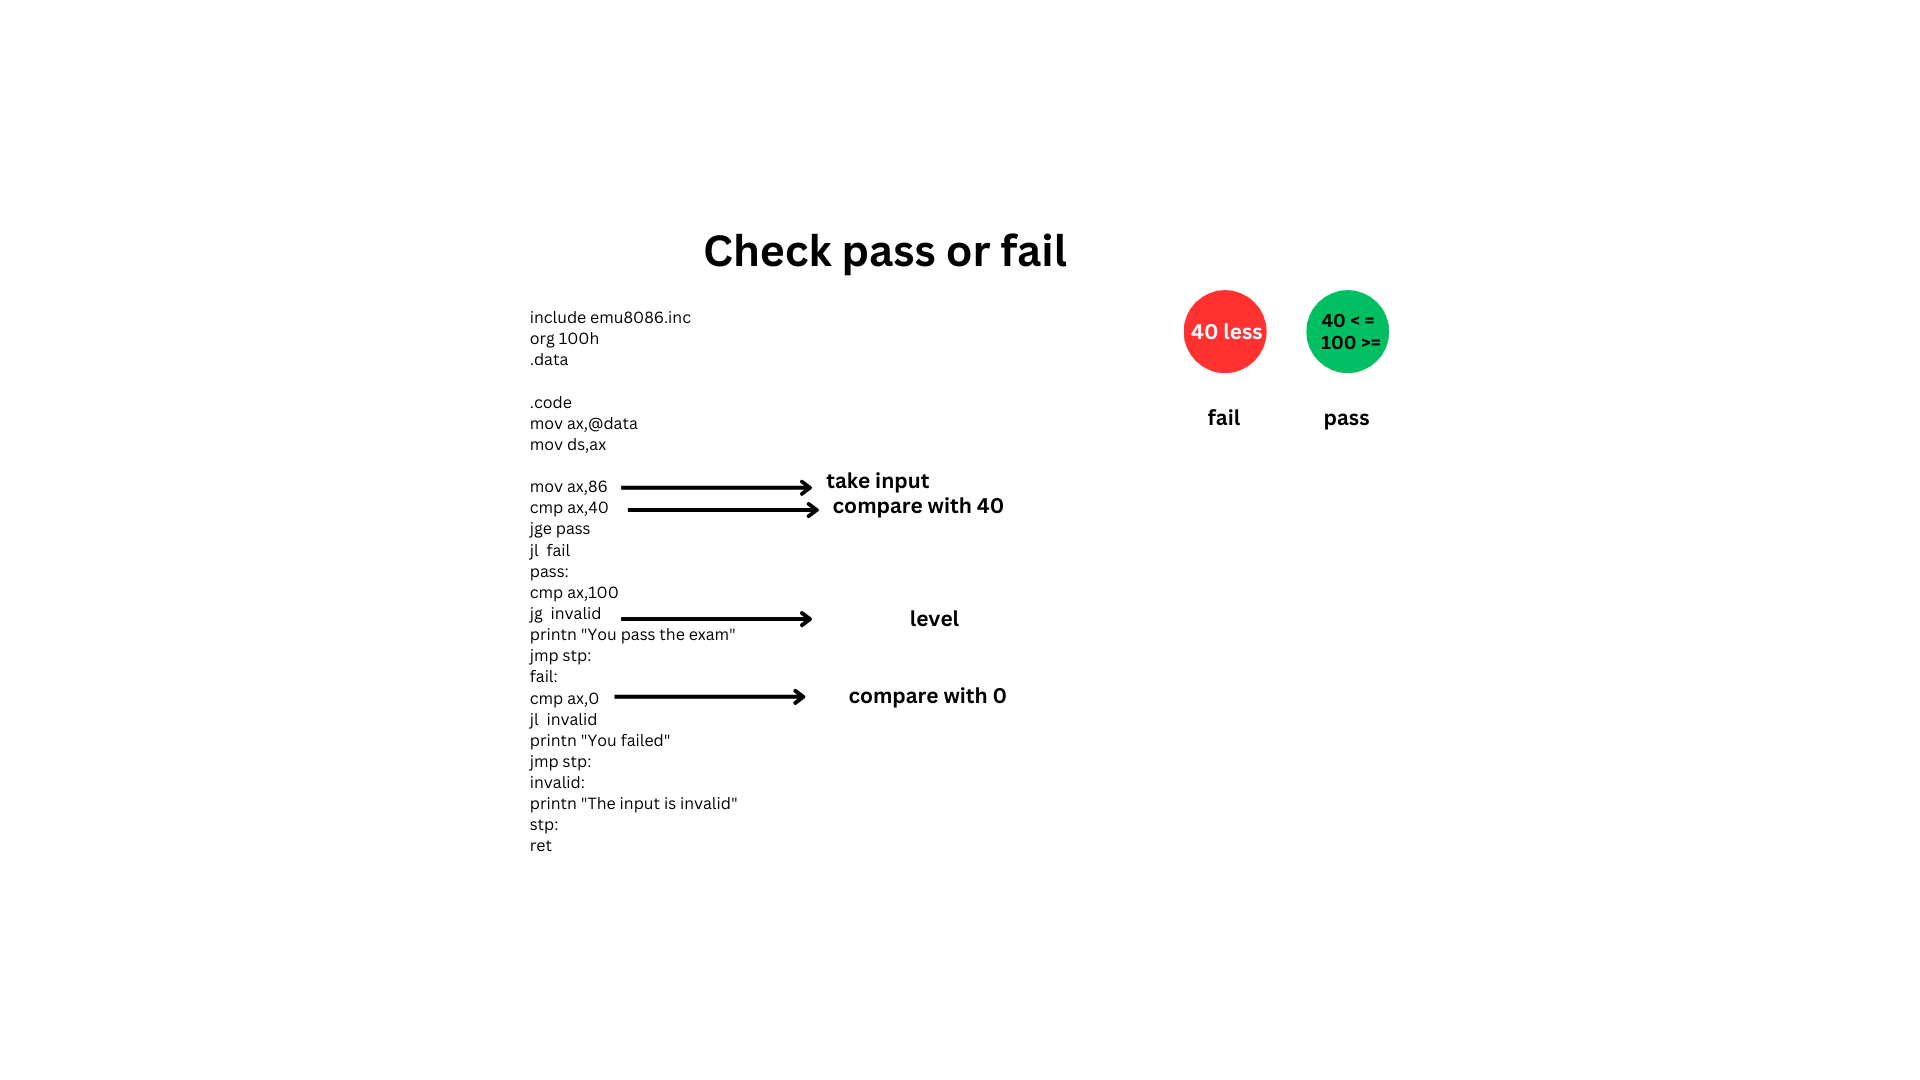 Check pass or fail
include emu8086.inc
org 100h
.data
.code
mov ax,@data
mov ds,ax
mov ax,86
take input
cmp ax,40
compare with 40
jge pass
jl  fail
pass:
cmp ax,100
jg  invalid
level
printn "You pass the exam"
jmp stp:
fail:
cmp ax,0
compare with 0
jl  invalid
printn "You failed"
jmp stp:
invalid:
printn "The input is invalid"
stp:
ret
40 less
fail
40 < =
100 >=
pass